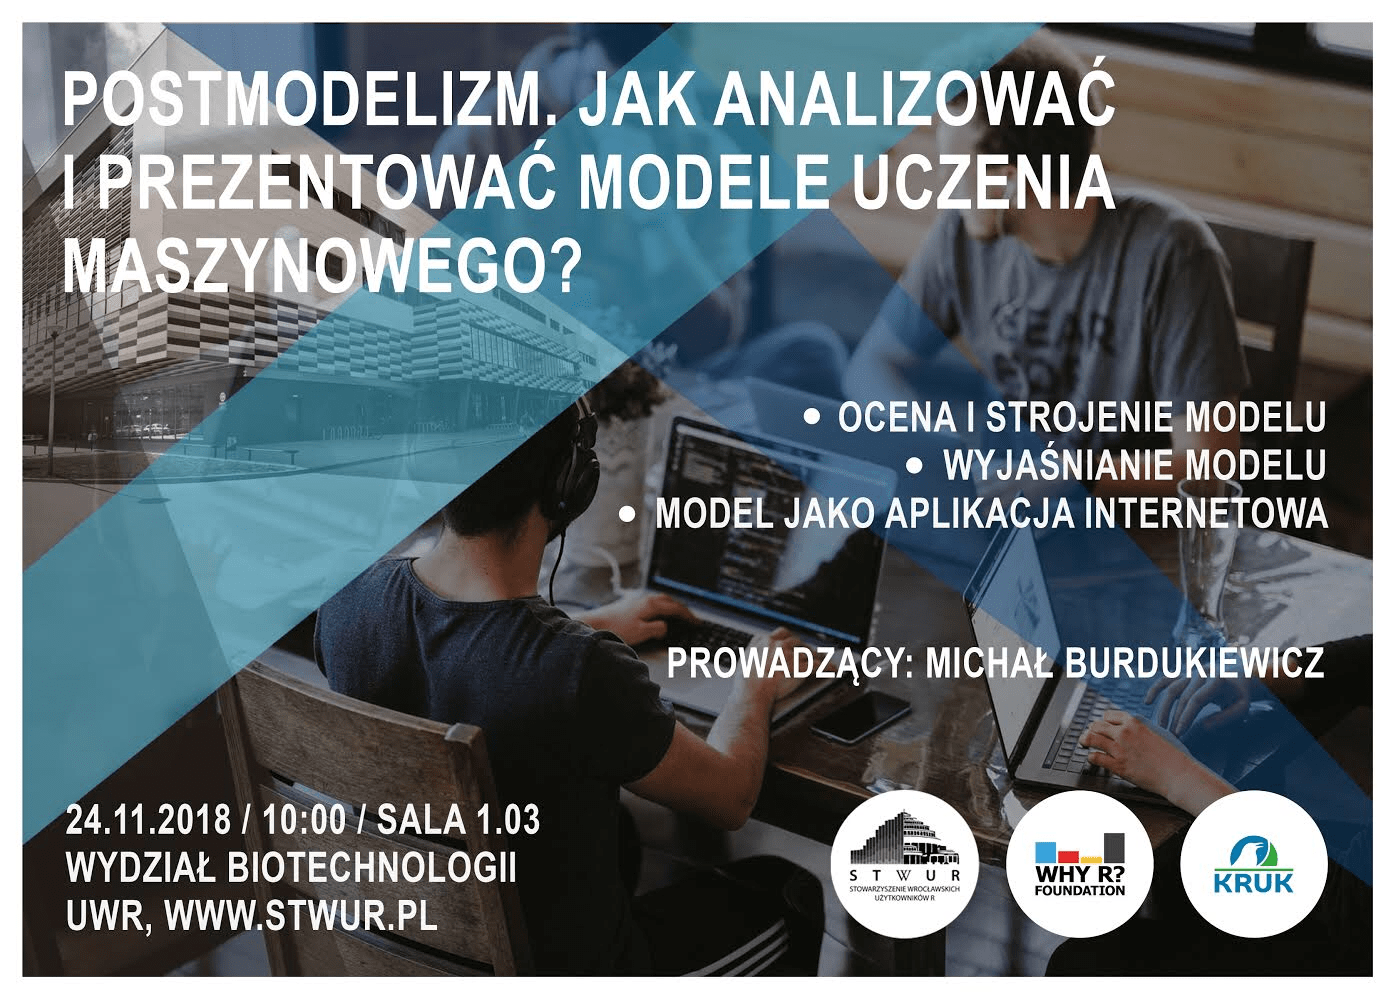 POSTMODELIZM. JAK ANALIZOWAĆ
I PREZENTOWAĆ MODELE UCZENIA
MASZYNOWEGO?
• OCENA I STROJENIE MODELU
• WYJAŚNIANIE MODELU
• MODEL JAKO APLIKACJA INTERNETOWA
PROWADZĄCY: MICHAŁ BURDUKIEWICZ
24.11.2018 / 10:00 / SALA 1.03
WYDZIAŁ BIOTECHNOLOGII
UWR, WWW.STWUR.PL
STWUR
STOWARZYSZENIE WROCŁAWSKICH
UŻYTKOWNIKÓW R
WHY R?
FOUNDATION
KRUK